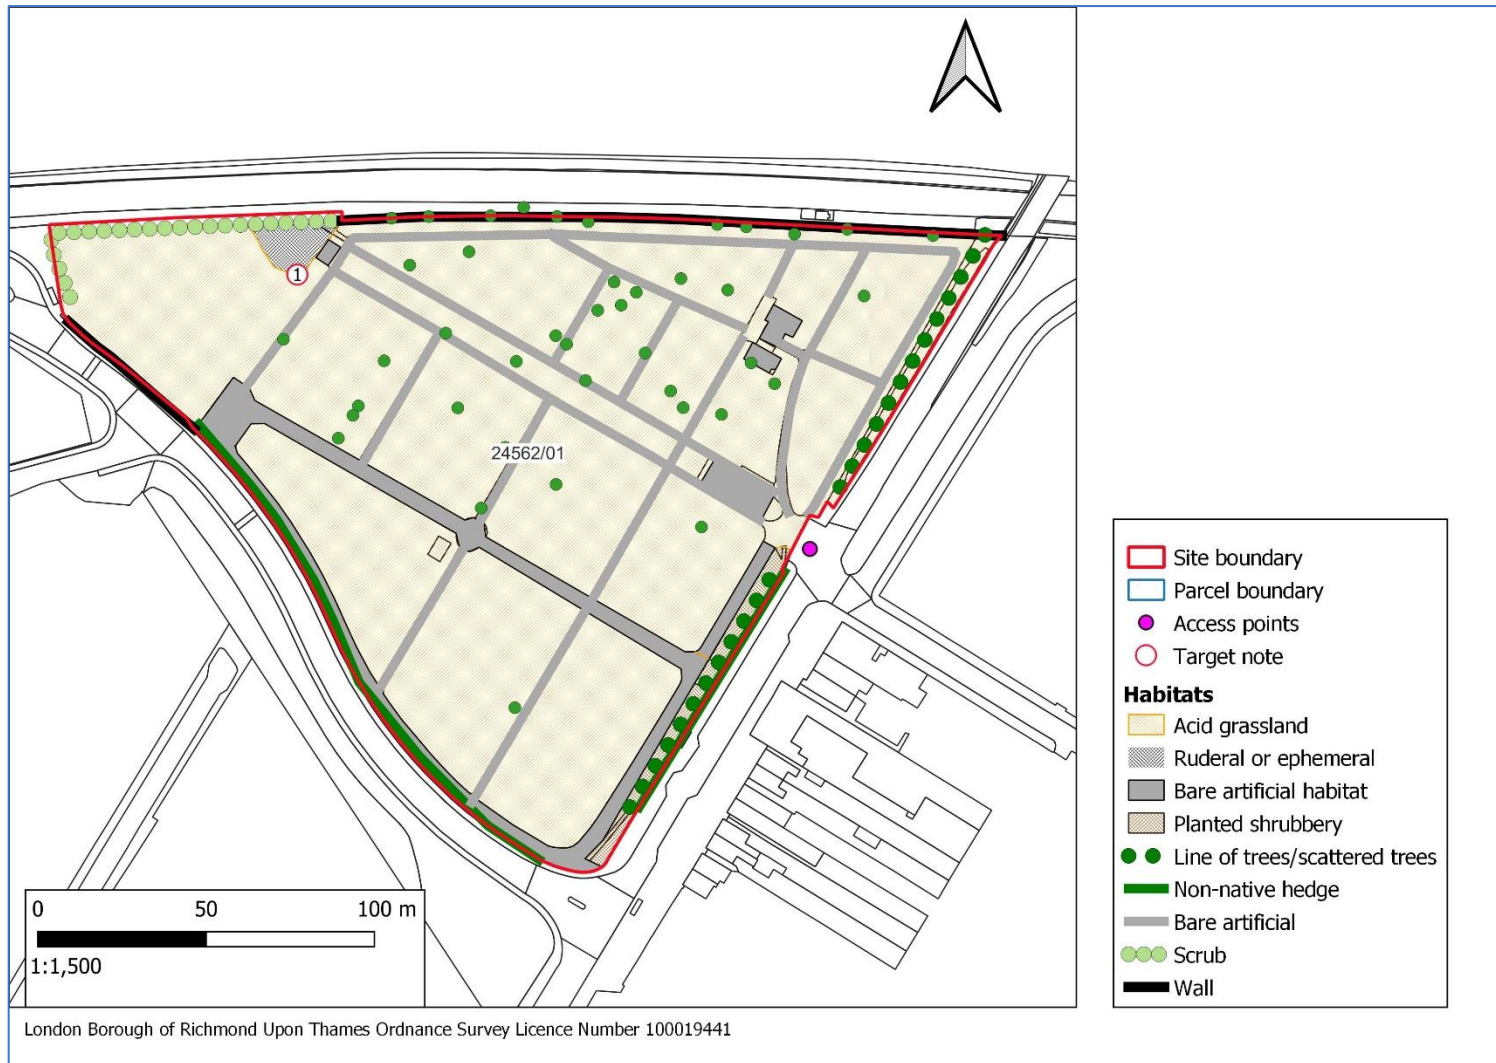 1
24562/01
0 50 100 m
1:1,500
Site boundary
Parcel boundary
Access points
Target note
Habitats
Acid grassland
Ruderal or ephemeral
Bare artificial habitat
Planted shrubbery
Line of trees/scattered trees
Non-native hedge
Bare artificial
Scrub
Wall
London Borough of Richmond Upon Thames Ordnance Survey Licence Number 100019441